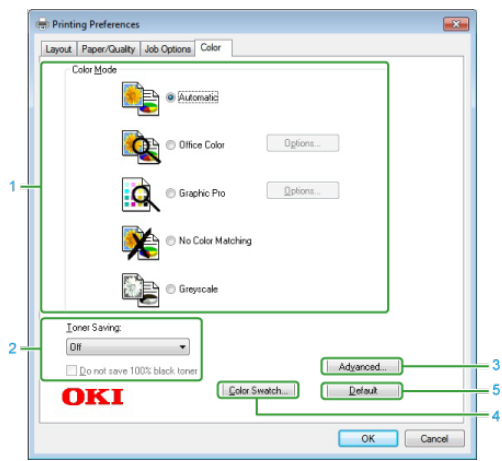 Printing Preferences
Layout Paper/Quality Job Options Color
Color Mode
Automatic
Office Color Options...
1
Graphic Pro Options...
No Color Matching
Greyscale
Toner Saving:
2
Off
Do not save 100% black toner
Advanced... 3
OKI
Color Swatch... Default 5
4
OK Cancel